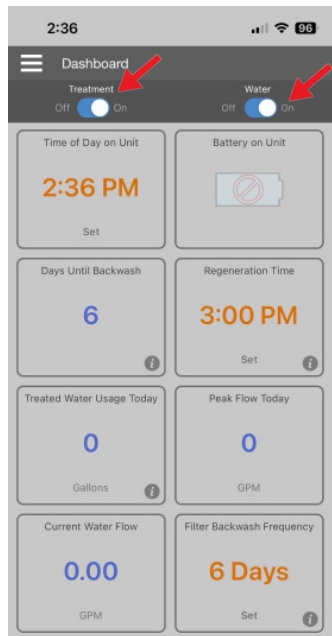 2:36 96
Dashboard
Treatment Water
Off On Off On
Time of Day on Unit Battery on Unit
2:36 PM
Set
Days Until Backwash Regeneration Time
6 3:00 PM
i Set i
Treated Water Usage Today Peak Flow Today
0 0
Gallons i GPM
Current Water Flow Filter Backwash Frequency
0.00 6 Days
GPM Set i